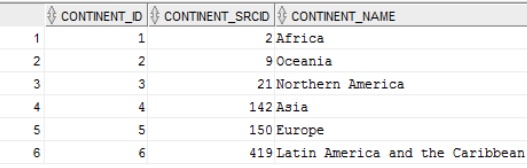 CONTINENT_ID CONTINENT_SRCID CONTINENT_NAME
1 1 2 Africa
2 2 9 Oceania
3 3 21 Northern America
4 4 142 Asia
5 5 150 Europe
6 6 419 Latin America and the Caribbean